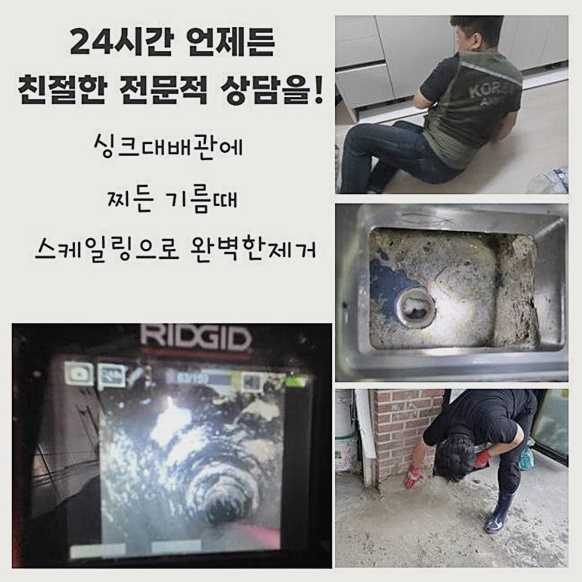 24시간 언제든
친절한 전문적 상담을!
싱크대배관에
찌든 기름때
스케일링으로 완벽한제거
KOREA
RIDGID